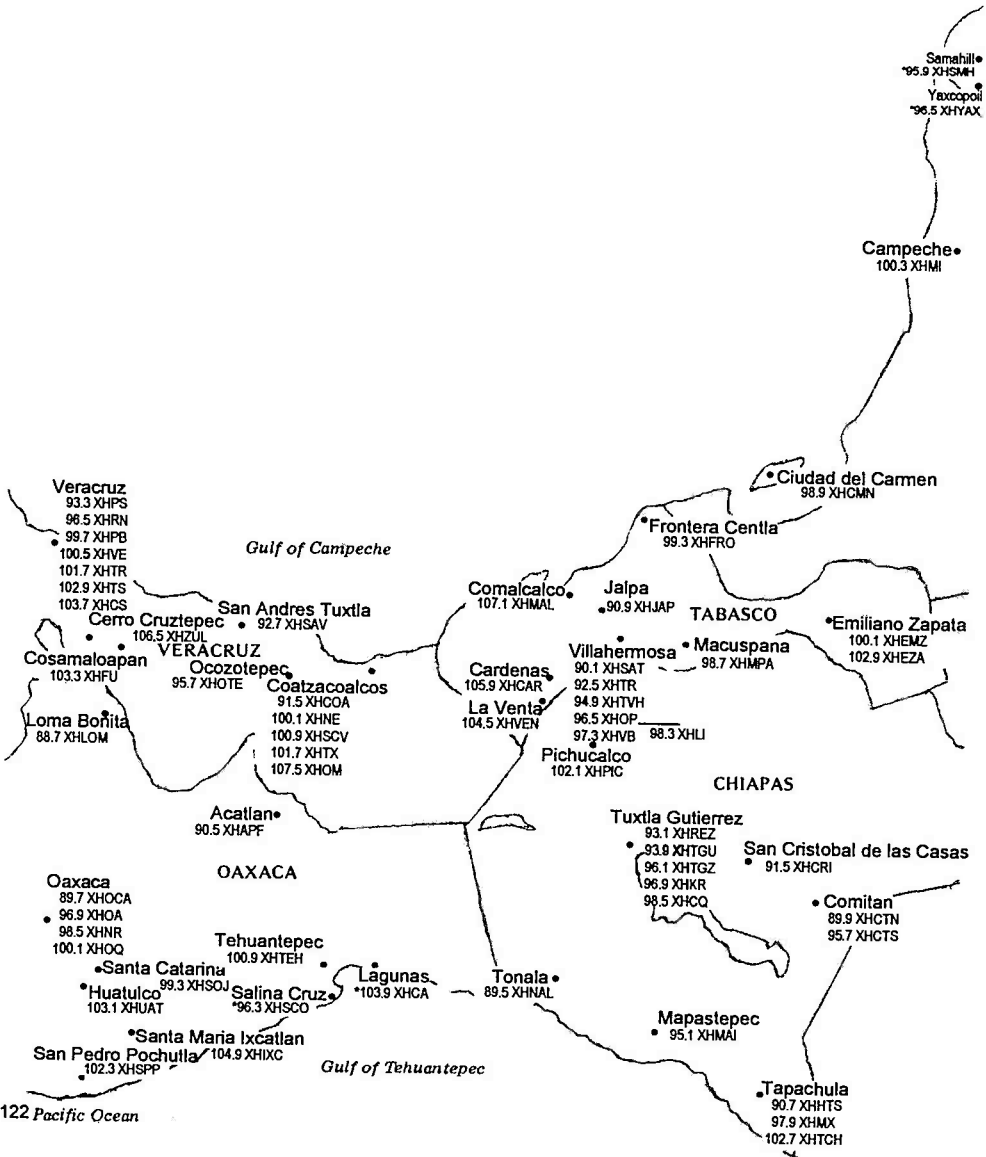 Samahill
*95.9 XHSMH
Yaxcopoil
*96.5 XHYAX
Campeche
100.3 XHMI
Ciudad del Carmen
98.9 XHCMN
Frontera Centla
99.3 XHFRO
Veracruz
93.3 XHPS
96.5 XHRN
99.7 XHPB
100.5 XHVE
101.7 XHTR
102.9 XHTS
103.7 XHCS
Gulf of Campeche
Cerro Cruztepec
106.5 XHZUL
San Andres Tuxtla
92.7 XHSAV
VERACRUZ
Cosamaloapan
103.3 XHFU
Ocozotepec
95.7 XHOTE
Coatzacoalcos
91.5 XHCOA
100.1 XHNE
100.9 XHSCV
101.7 XHTX
107.5 XHOM
Loma Bonita
88.7 XHLOM
Comalcalco
107.1 XHMAL
Jalpa
90.9 XHJAP
TABASCO
Emiliano Zapata
100.1 XHEMZ
102.9 XHEZA
Macuspana
98.7 XHMPA
Villahermosa
90.1 XHSAT
92.5 XHTR
94.9 XHTVH
96.5 XHOP
97.3 XHVB
98.3 XHLI
Cardenas
105.9 XHCAR
La Venta
104.5 XHVEN
Pichucalco
102.1 XHPIC
CHIAPAS
Acatlan
90.5 XHAPF
Tuxtla Gutierrez
93.1 XHREZ
93.9 XHTGU
96.1 XHTGZ
96.9 XHKR
98.5 XHCQ
San Cristobal de las Casas
91.5 XHCRI
Comitan
89.9 XHCTN
95.7 XHCTS
OAXACA
Oaxaca
89.7 XHOCA
96.9 XHOA
98.5 XHNR
100.1 XHOQ
Tehuantepec
100.9 XHTEH
Santa Catarina
99.3 XHSOJ
Huatulco
103.1 XHUAT
Salina Cruz
*96.3 XHSCO
Lagunas
*103.9 XHCA
Tonala
89.5 XHNAL
Mapastepec
95.1 XHMAI
Santa Maria Ixcatlan
104.9 XHIXC
San Pedro Pochutla
102.3 XHSPP
Gulf of Tehuantepec
Tapachula
90.7 XHHTS
97.9 XHMX
102.7 XHTCH
122 Pacific Ocean